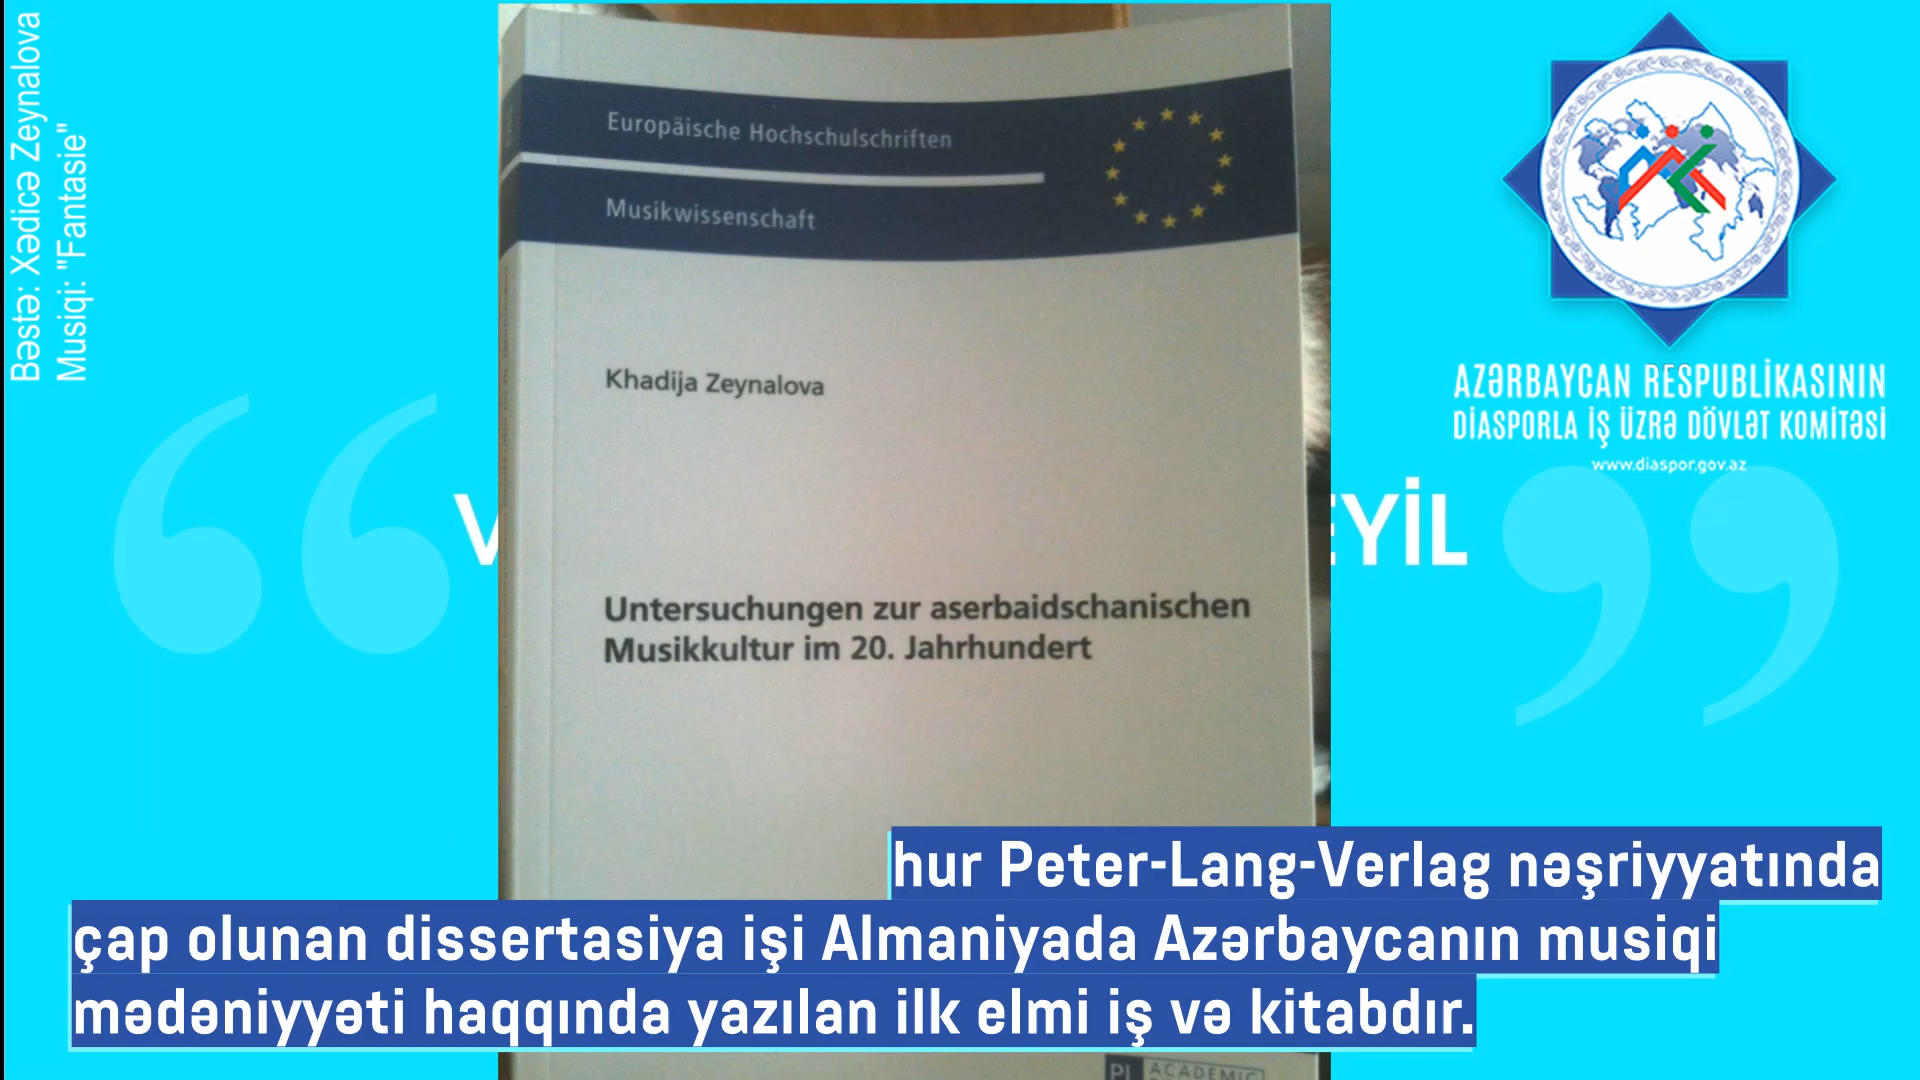 Bəstə: Xədicə Zeynalova
Musiqi: "Fantasie"
Europäische Hochschulschriften
Musikwissenschaft
Khadija Zeynalova
Untersuchungen zur aserbaidschanischen
Musikkultur im 20. Jahrhundert
AZƏRBAYCAN RESPUBLİKASININ
DİASPORLA İŞ ÜZRƏ DÖVLƏT KOMİTƏSİ
www.diaspor.gov.az
hur Peter-Lang-Verlag nəşriyyatında
çap olunan dissertasiya işi Almaniyada Azərbaycanın musiqi
mədəniyyəti haqqında yazılan ilk elmi iş və kitabdır.
PL ACADEMIC